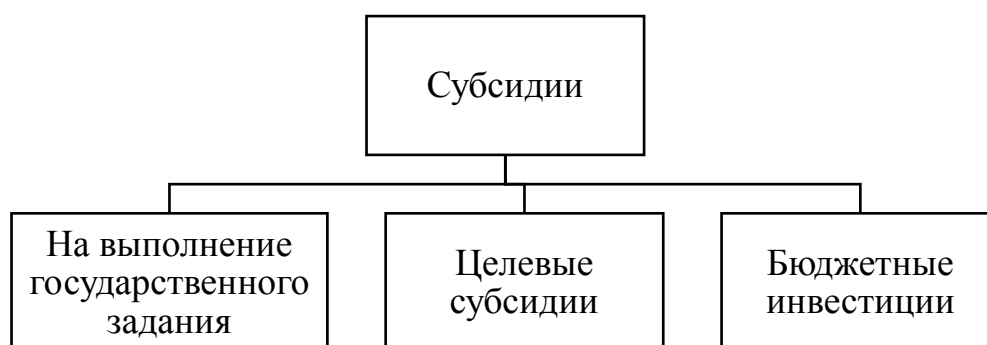 Субсидии
На выполнение
государственного
задания
Целевые
субсидии
Бюджетные
инвестиции